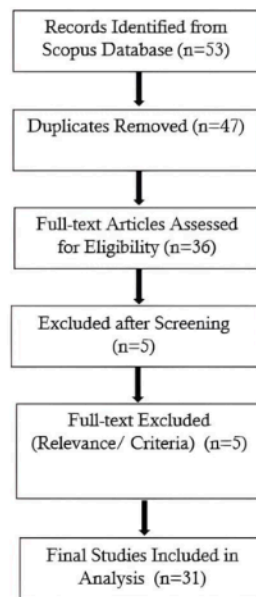 Records Identified from
Scopus Database (n=53)
Duplicates Removed (n=47)
Full-text Articles Assessed
for Eligibility (n=36)
Excluded after Screening
(n=5)
Full-text Excluded
(Relevance/ Criteria) (n=5)
Final Studies Included in
Analysis (n=31)